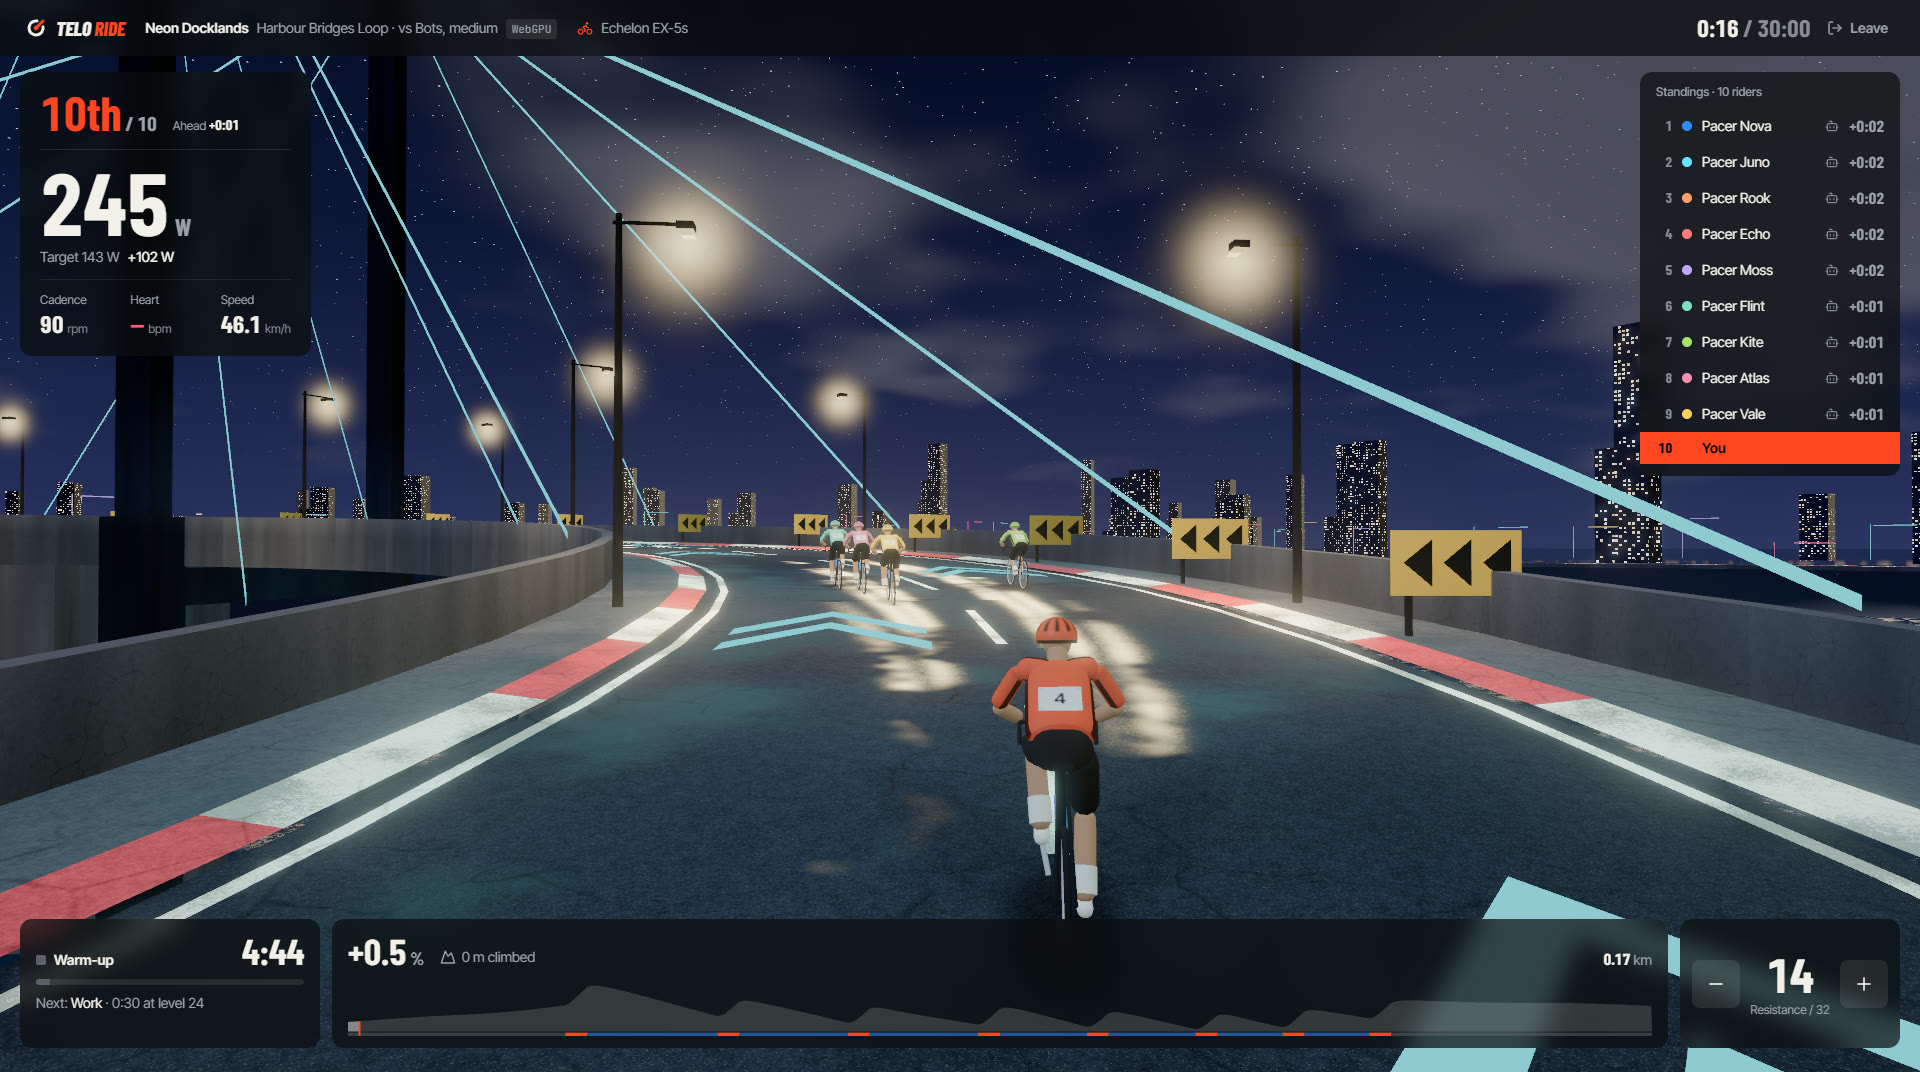 TELO RIDE Neon Docklands Harbour Bridges Loop · vs Bots, medium WebGPU Echelon EX-5s 0:16 / 30:00 Leave
10th / 10 Ahead +0:01
245 W
Target 143 W +102 W
Cadence Heart Speed
90 rpm — bpm 46.1 km/h
Standings · 10 riders
1 Pacer Nova +0:02
2 Pacer Juno +0:02
3 Pacer Rook +0:02
4 Pacer Echo +0:02
5 Pacer Moss +0:02
6 Pacer Flint +0:01
7 Pacer Kite +0:01
8 Pacer Atlas +0:01
9 Pacer Vale +0:01
10 You
4
Warm-up 4:44
Next: Work · 0:30 at level 24
+0.5 % 0 m climbed 0.17 km
− 14 +
Resistance / 32